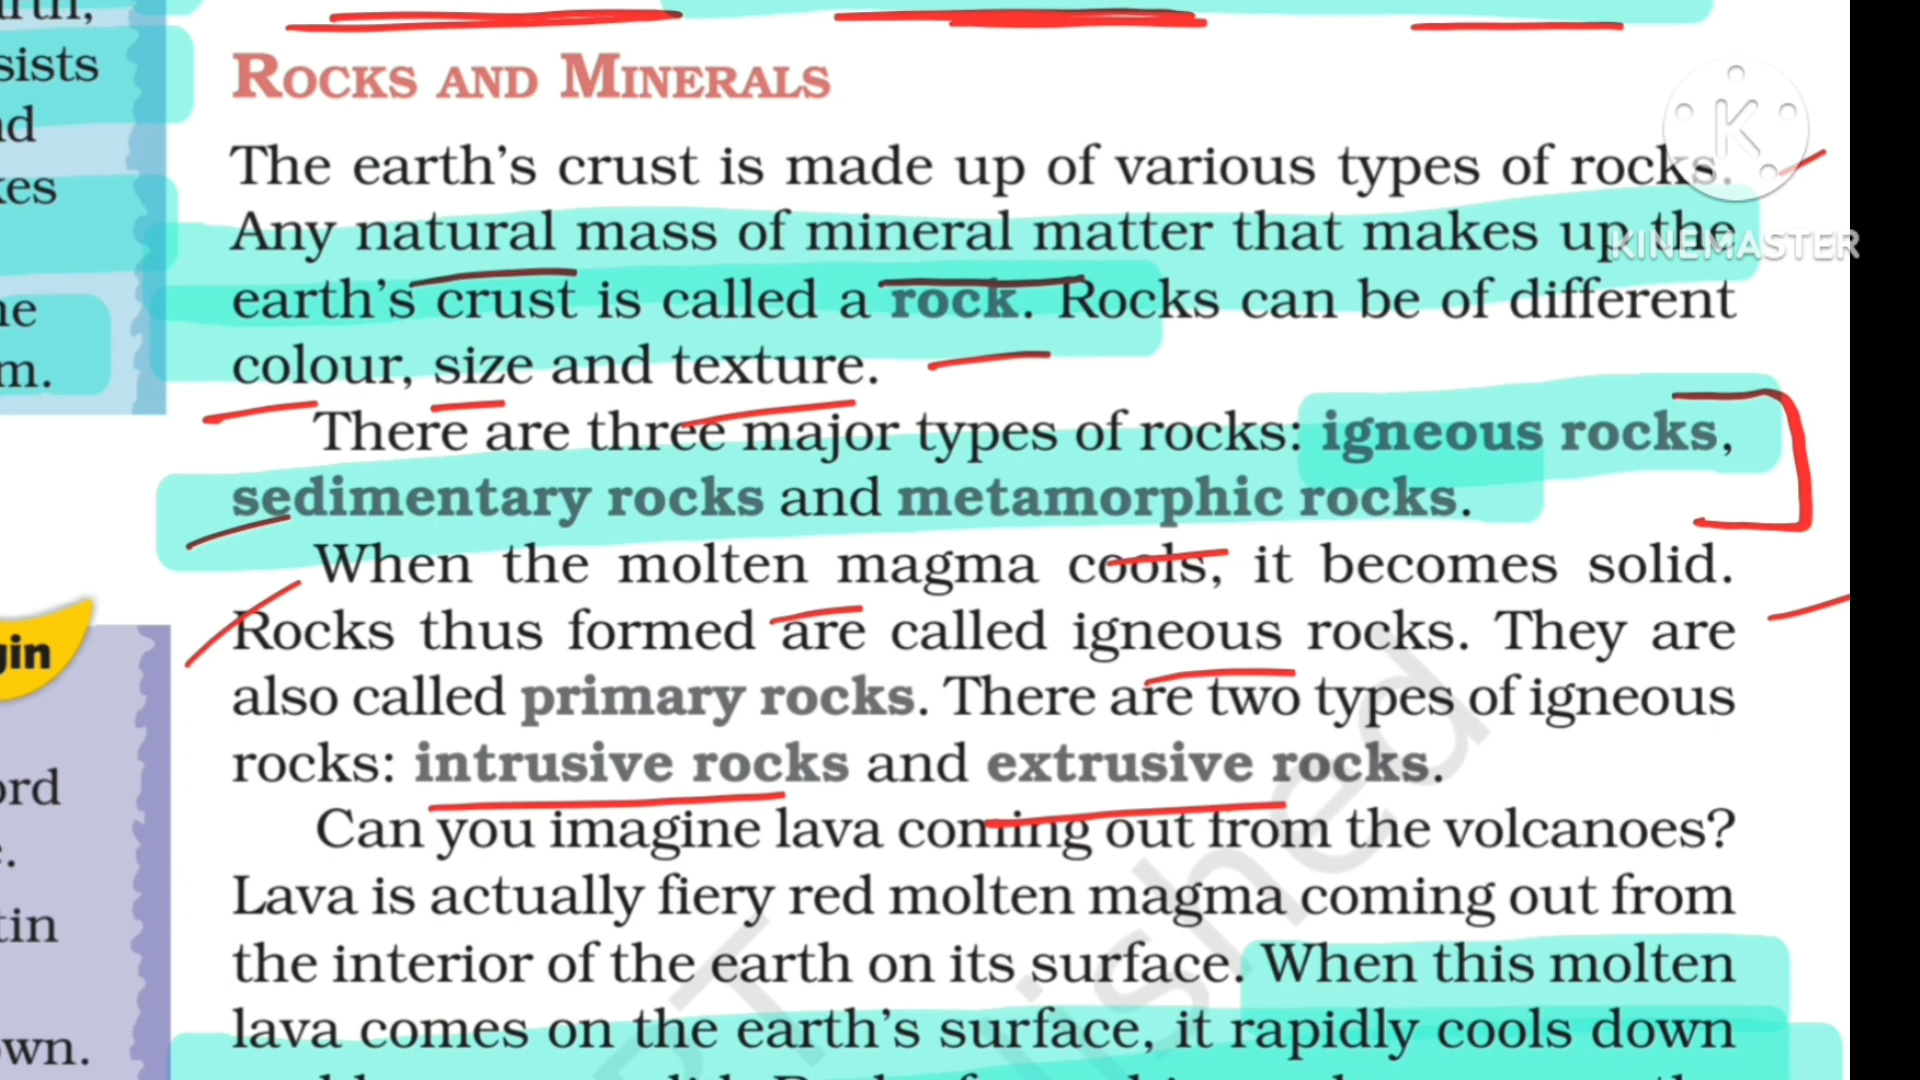 sists
ROCKS AND MINERALS
The earth's crust is made up of various types of rocks.
Any natural mass of mineral matter that makes up the
earth's crust is called a rock. Rocks can be of different
colour, size and texture.
There are three major types of rocks: igneous rocks,
sedimentary rocks and metamorphic rocks.
When the molten magma cools, it becomes solid.
Rocks thus formed are called igneous rocks. They are
also called primary rocks. There are two types of igneous
rocks: intrusive rocks and extrusive rocks.
Can you imagine lava coming out from the volcanoes?
Lava is actually fiery red molten magma coming out from
the interior of the earth on its surface. When this molten
lava comes on the earth's surface, it rapidly cools down
K
KINEMASTER
kes
m.
gin
ord
tin
own.